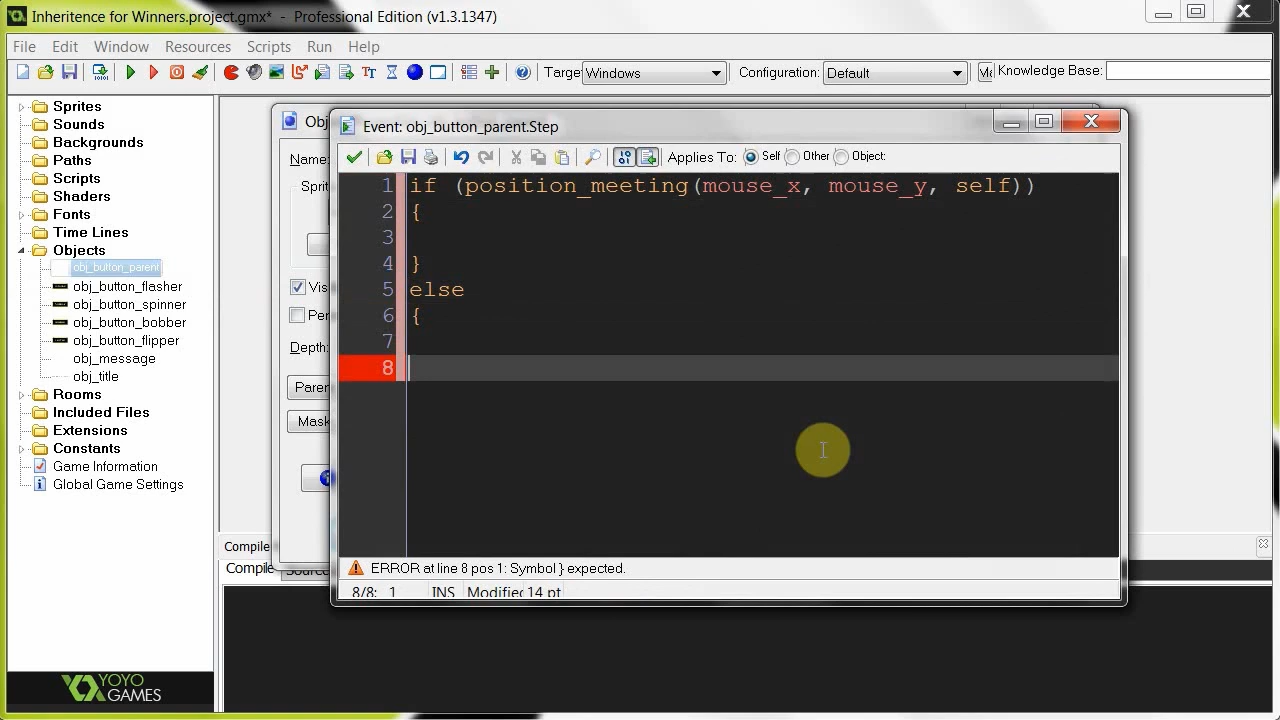 Inheritence for Winners.project.gmx* - Professional Edition (v1.3.1347)
File Edit Window Resources Scripts Run Help
Targe Windows Configuration: Default Knowledge Base:
Sprites
Sounds
Backgrounds
Paths
Scripts
Shaders
Fonts
Time Lines
Objects
obj_button_parent
obj_button_flasher
obj_button_spinner
obj_button_bobber
obj_button_flipper
obj_message
obj_title
Rooms
Included Files
Extensions
Constants
Game Information
Global Game Settings
YOYO
GAMES
Obj
Name:
Sprit
Vis
Per
Depth:
Paren
Mask
Compile
Compile Source
Event: obj_button_parent.Step
Applies To: Self Other Object:
1 if (position_meeting(mouse_x, mouse_y, self))
2 {
3
4 }
5 else
6 {
7
8
ERROR at line 8 pos 1: Symbol } expected.
8/8: 1 INS Modified 14 pt